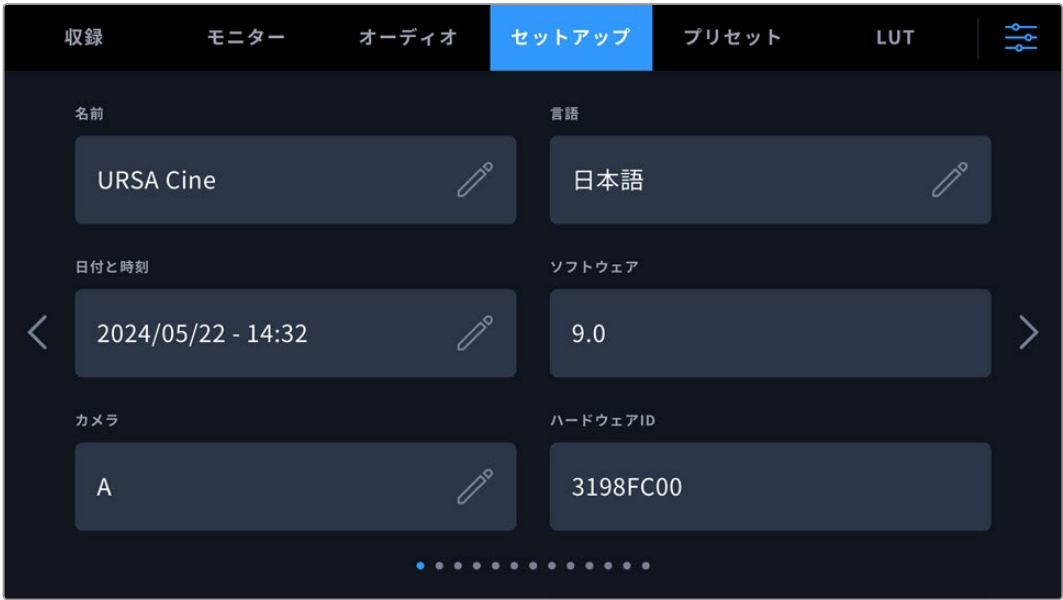 収録 モニター オーディオ セットアップ プリセット LUT
名前 言語
URSA Cine 日本語
日付と時刻 ソフトウェア
2024/05/22 - 14:32 9.0
カメラ ハードウェアID
A 3198FC00